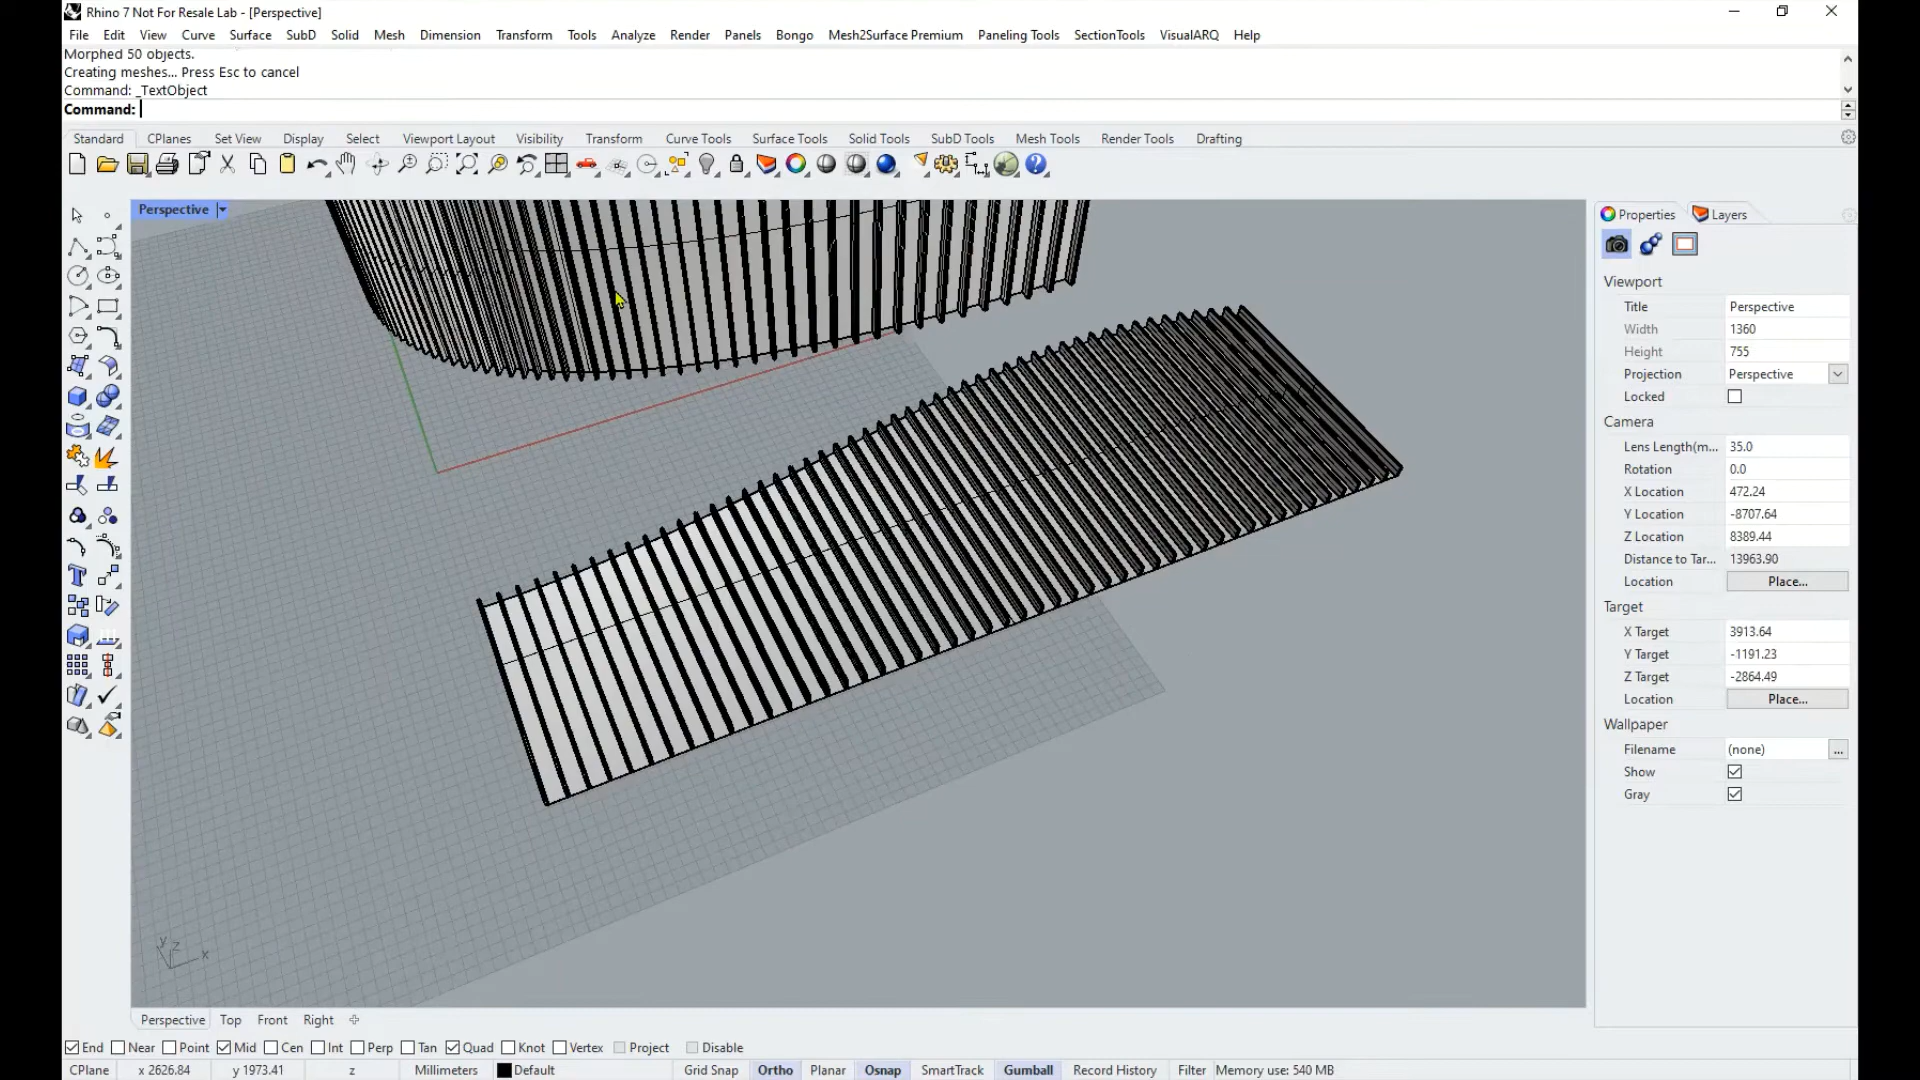 Rhino 7 Not For Resale Lab - [Perspective]
File Edit View Curve Surface SubD Solid Mesh Dimension Transform Tools Analyze Render Panels Bongo Mesh2Surface Premium Paneling Tools SectionTools VisualARQ Help
Morphed 50 objects.
Creating meshes... Press Esc to cancel
Command: _TextObject
Command:
Standard CPlanes Set View Display Select Viewport Layout Visibility Transform Curve Tools Surface Tools Solid Tools SubD Tools Mesh Tools Render Tools Drafting
Perspective
Properties Layers
Viewport
Title Perspective
Width 1360
Height 755
Projection Perspective
Locked
Camera
Lens Length(m... 35.0
Rotation 0.0
X Location 472.24
Y Location -8707.64
Z Location 8389.44
Distance to Tar... 13963.90
Location Place...
Target
X Target 3913.64
Y Target -1191.23
Z Target -2864.49
Location Place...
Wallpaper
Filename (none) ...
Show
Gray
y z x
Perspective Top Front Right
End Near Point Mid Cen Int Perp Tan Quad Knot Vertex Project Disable
CPlane x 2626.84 y 1973.41 z Millimeters Default Grid Snap Ortho Planar Osnap SmartTrack Gumball Record History Filter Memory use: 540 MB